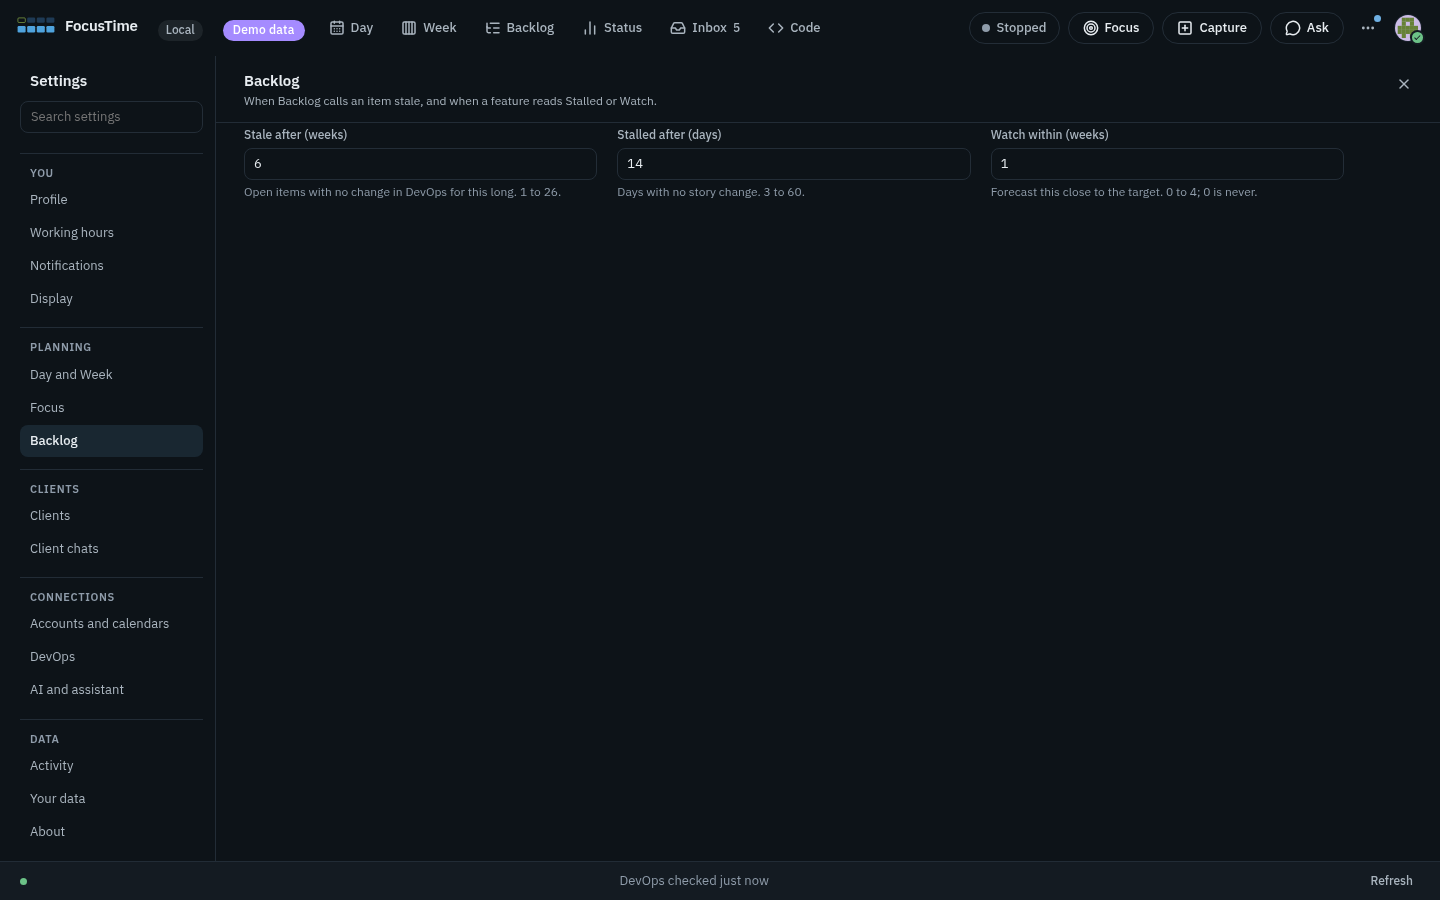 FocusTime
Local
Demo data
Day
Week
Backlog
Status
Inbox 5
Code
Stopped
Focus
Capture
Ask
Settings
Search settings
YOU
Profile
Working hours
Notifications
Display
PLANNING
Day and Week
Focus
Backlog
CLIENTS
Clients
Client chats
CONNECTIONS
Accounts and calendars
DevOps
AI and assistant
DATA
Activity
Your data
About
Backlog
When Backlog calls an item stale, and when a feature reads Stalled or Watch.
Stale after (weeks)
6
Open items with no change in DevOps for this long. 1 to 26.
Stalled after (days)
14
Days with no story change. 3 to 60.
Watch within (weeks)
1
Forecast this close to the target. 0 to 4; 0 is never.
DevOps checked just now
Refresh